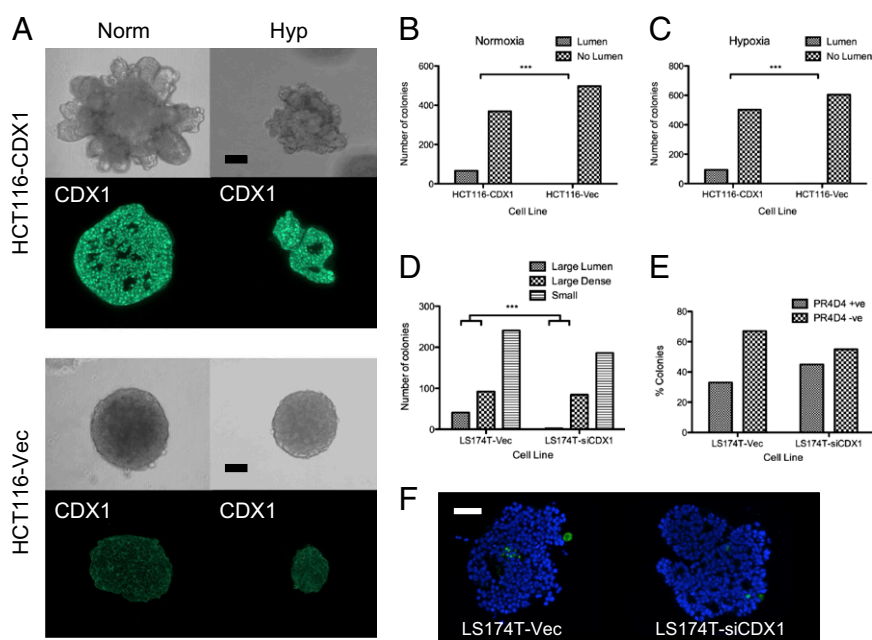 A
Norm
Hyp
HCT116-CDX1
CDX1
CDX1
HCT116-Vec
CDX1
CDX1
B
Normoxia
Lumen
No Lumen
***
Number of colonies
600
400
200
0
HCT116-CDX1
HCT116-Vec
Cell Line
C
Hypoxia
Lumen
No Lumen
***
Number of colonies
800
600
400
200
0
HCT116-CDX1
HCT116-Vec
Cell Line
D
Large Lumen
Large Dense
Small
***
Number of colonies
300
200
100
0
LS174T-Vec
LS174T-siCDX1
Cell Line
E
PR4D4 +ve
PR4D4 -ve
% Colonies
80
60
40
20
0
LS174T-Vec
LS174T-siCDX1
Cell Line
F
LS174T-Vec
LS174T-siCDX1